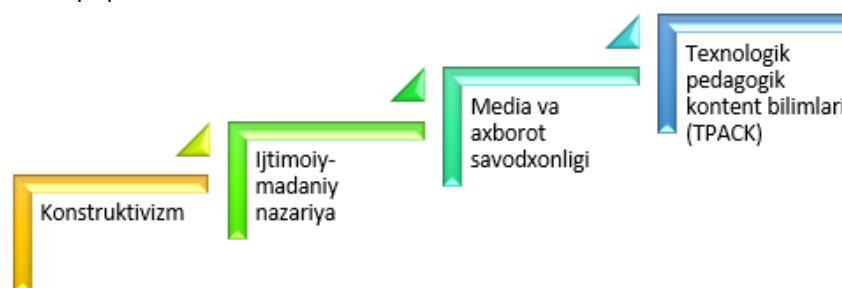 Konstruktivizm
Ijtimoiy-
madaniy
nazariya
Media va
axborot
savodxonligi
Texnologik
pedagogik
kontent bilimlari
(TPACK)